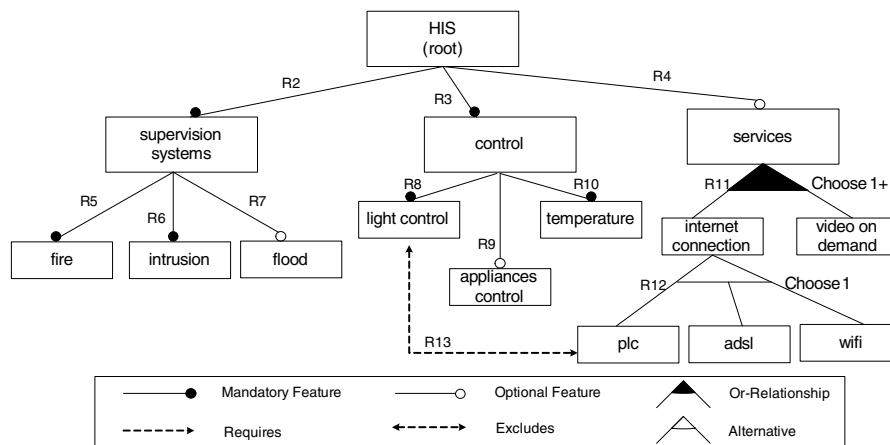 HIS
(root)
R2
R3
R4
supervision
systems
control
services
R5
R6
R7
R8
R9
R10
R11
Choose 1+
fire
intrusion
flood
light control
temperature
appliances
control
internet
connection
video on
demand
R12
Choose 1
R13
plc
adsl
wifi
Mandatory Feature
Optional Feature
Or-Relationship
Requires
Excludes
Alternative